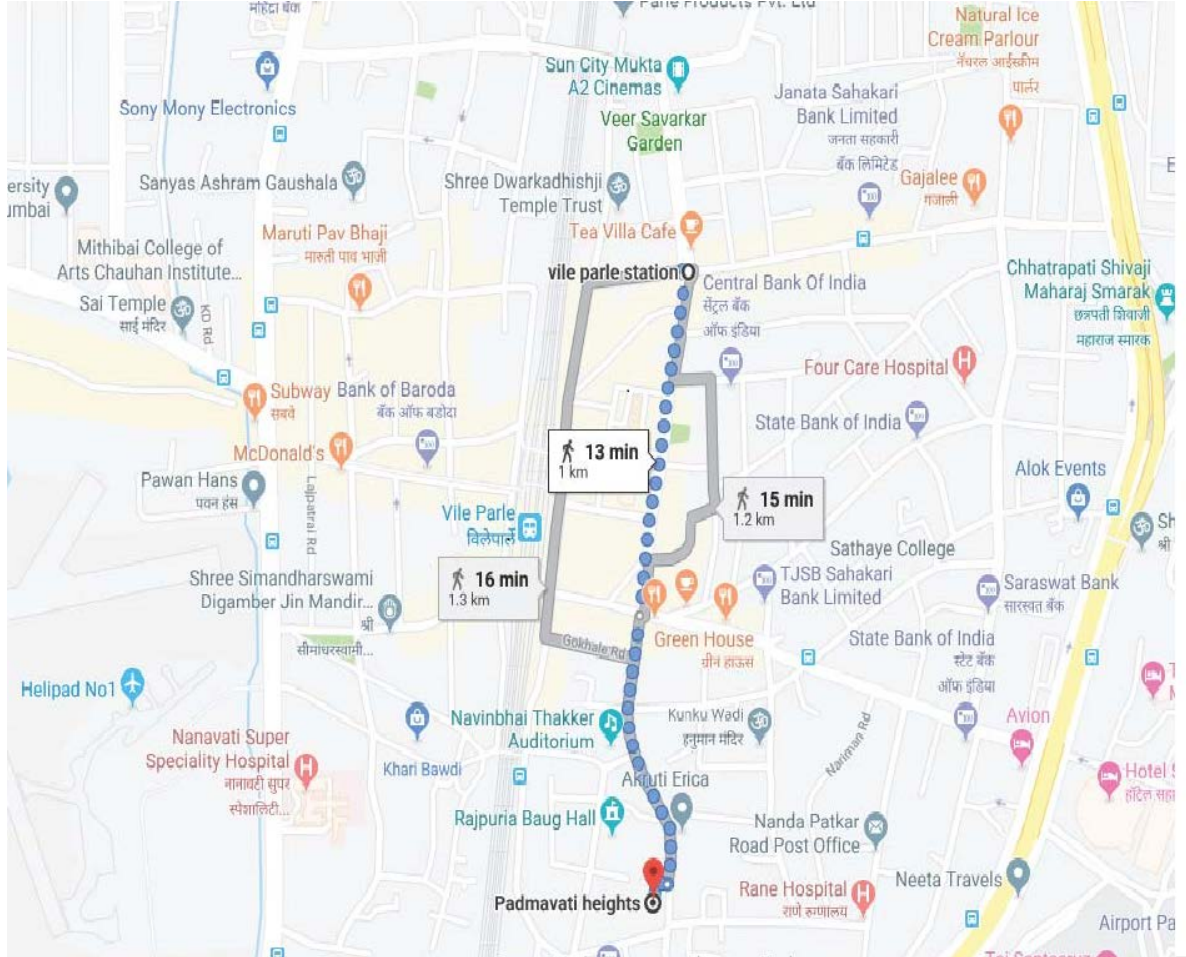 महिंद्रा बँक
Pane Products Pvt. Ltd
Natural Ice
Cream Parlour
नॅचरल आईस्क्रीम
पार्लर
Sun City Mukta
A2 Cinemas
Sony Mony Electronics
Janata Sahakari
Bank Limited
जनता सहकारी
बँक लिमिटेड
Veer Savarkar
Garden
ersity
umbai
Sanyas Ashram Gaushala
Shree Dwarkadhishji
Temple Trust
Gajalee
गजाली
E
Maruti Pav Bhaji
मारुती पाव भाजी
Tea Villa Cafe
Mithibai College of
Arts Chauhan Institute...
vile parle station
Central Bank Of India
सेंट्रल बँक
ऑफ इंडिया
Chhatrapati Shivaji
Maharaj Smarak
छत्रपती शिवाजी
महाराज स्मारक
Sai Temple
साई मंदिर
KD Rd
Four Care Hospital
Subway
सबवे
Bank of Baroda
बँक ऑफ बडोदा
State Bank of India
McDonald's
13 min
1 km
Pawan Hans
पवन हंस
Lajpatrai Rd
Alok Events
15 min
1.2 km
Vile Parle
विलेपार्ले
Sh
श्री
Sathaye College
16 min
1.3 km
Shree Simandharswami
Digamber Jin Mandir...
श्री
सीमाधरस्वामी...
TJSB Sahakari
Bank Limited
Saraswat Bank
सारस्वत बँक
Gokhale Rd
Green House
ग्रीन हाऊस
State Bank of India
स्टेट बँक
ऑफ इंडिया
Helipad No1
Navinbhai Thakker
Auditorium
Kunku Wadi
हनुमान मंदिर
Nariman Rd
Avion
Nanavati Super
Speciality Hospital
नानावटी सुपर
स्पेशालिटी...
Khari Bawdi
Akruti Erica
Hotel S
हॉटेल सहा
Rajpuria Baug Hall
Nanda Patkar
Road Post Office
Padmavati heights
Rane Hospital
राणे रुग्णालय
Neeta Travels
Airport Pa